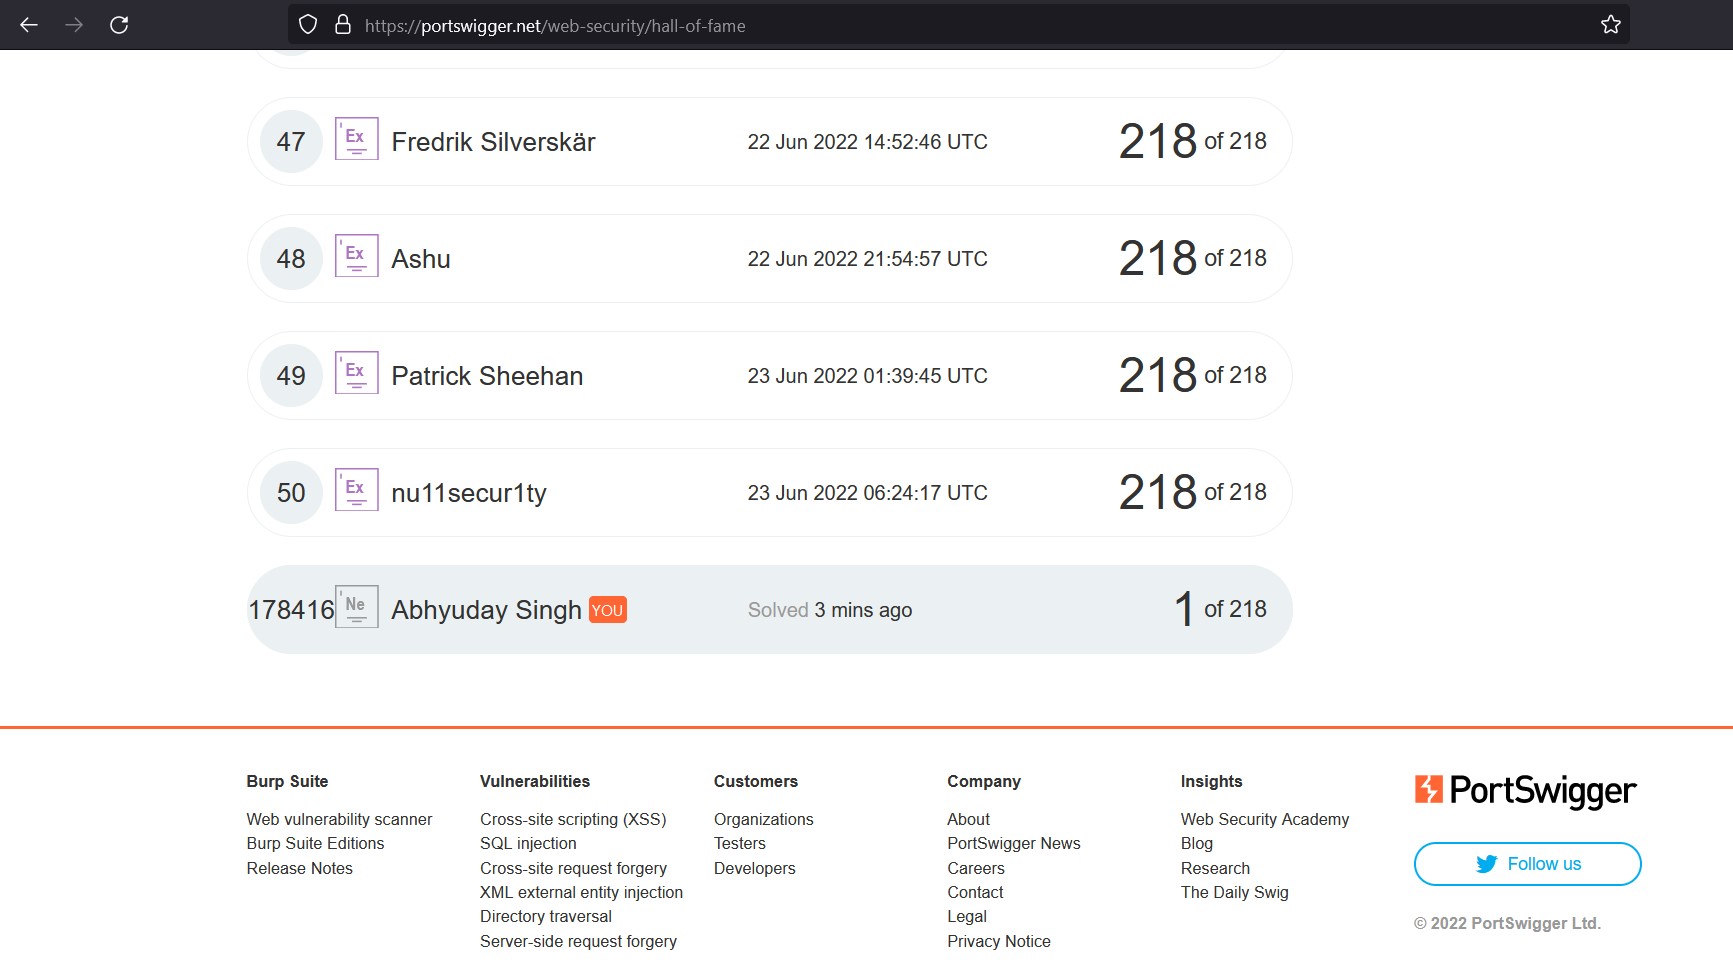 https://portswigger.net/web-security/hall-of-fame
47 Ex Fredrik Silverskär 22 Jun 2022 14:52:46 UTC 218 of 218
48 Ex Ashu 22 Jun 2022 21:54:57 UTC 218 of 218
49 Ex Patrick Sheehan 23 Jun 2022 01:39:45 UTC 218 of 218
50 Ex nu11secur1ty 23 Jun 2022 06:24:17 UTC 218 of 218
178416 Ne Abhyuday Singh YOU Solved 3 mins ago 1 of 218
Burp Suite
Web vulnerability scanner
Burp Suite Editions
Release Notes
Vulnerabilities
Cross-site scripting (XSS)
SQL injection
Cross-site request forgery
XML external entity injection
Directory traversal
Server-side request forgery
Customers
Organizations
Testers
Developers
Company
About
PortSwigger News
Careers
Contact
Legal
Privacy Notice
Insights
Web Security Academy
Blog
Research
The Daily Swig
PortSwigger
Follow us
© 2022 PortSwigger Ltd.